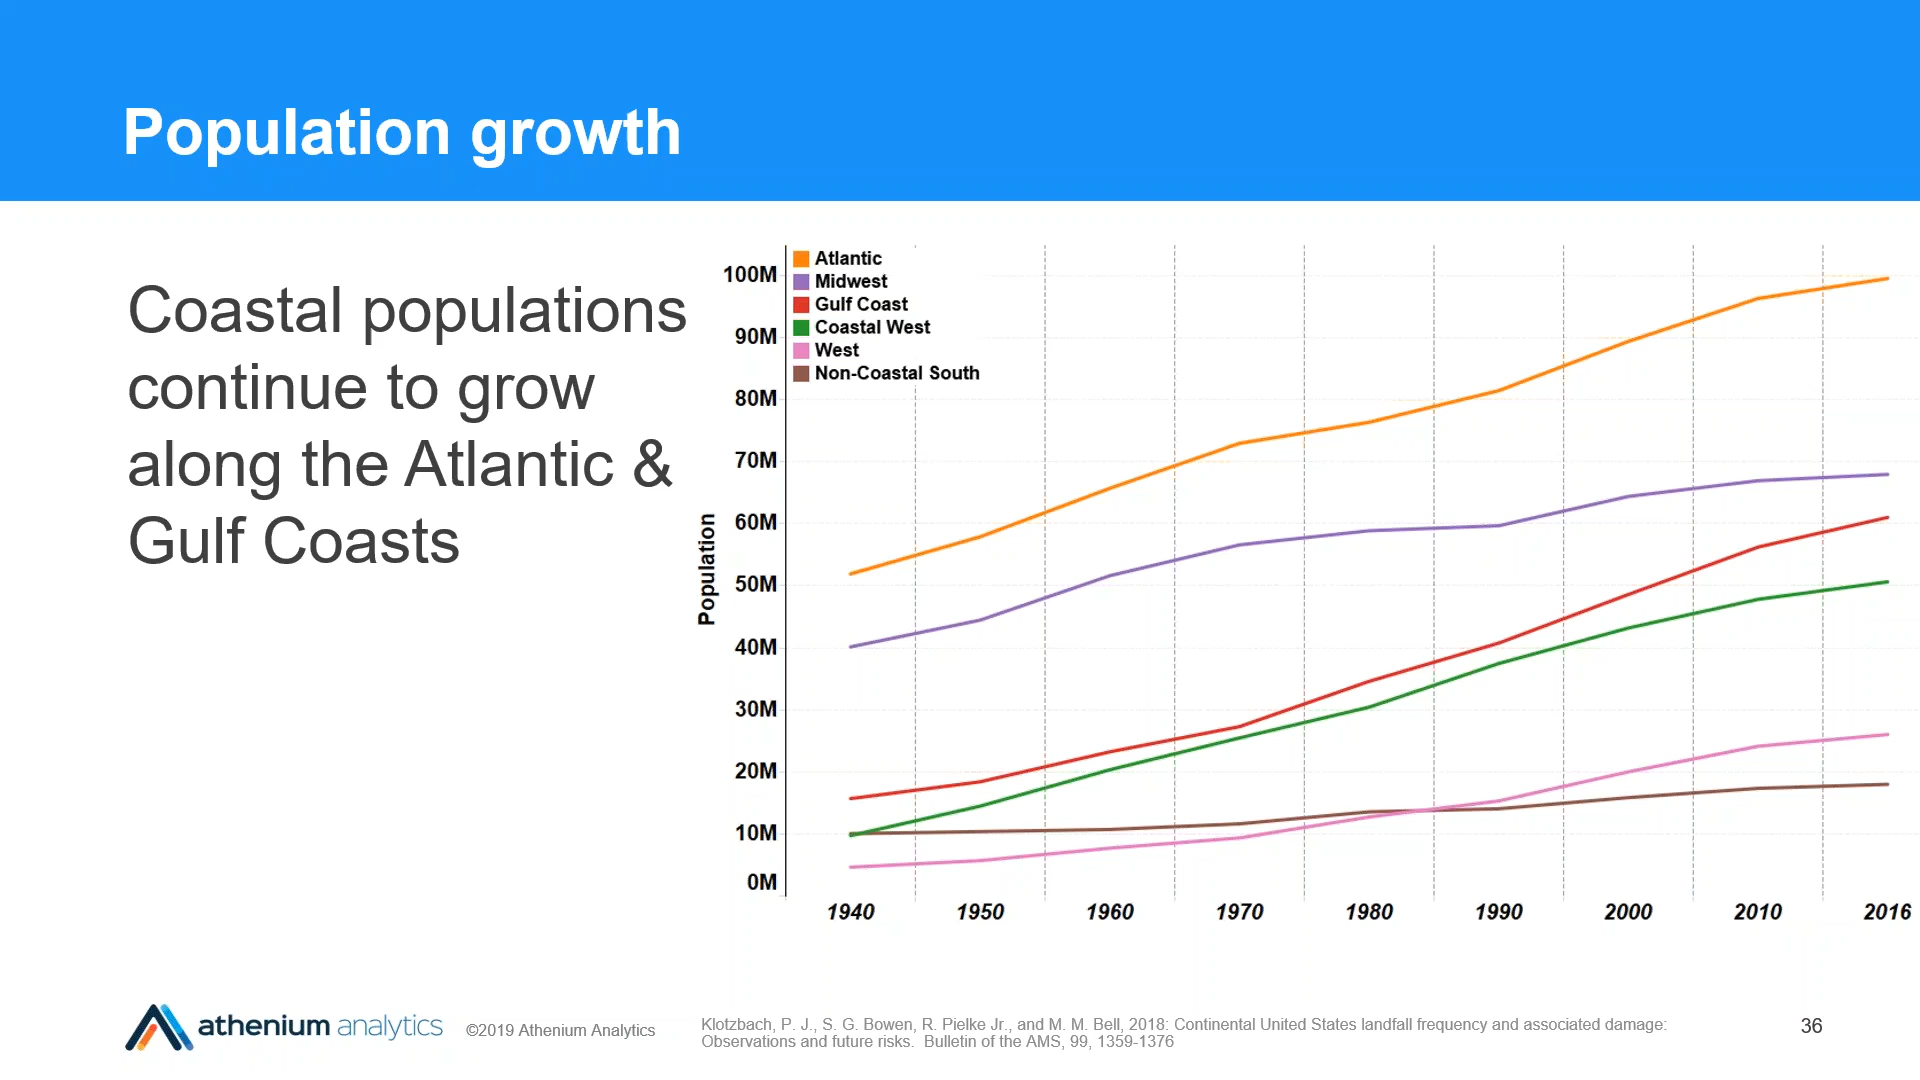 Population growth
Coastal populations
continue to grow
along the Atlantic &
Gulf Coasts
Atlantic
Midwest
Gulf Coast
Coastal West
West
Non-Coastal South
100M
90M
80M
70M
60M
50M
40M
30M
20M
10M
0M
Population
1940 1950 1960 1970 1980 1990 2000 2010 2016
athenium analytics
©2019 Athenium Analytics
Klotzbach, P. J., S. G. Bowen, R. Pielke Jr., and M. M. Bell, 2018: Continental United States landfall frequency and associated damage:
Observations and future risks. Bulletin of the AMS, 99, 1359-1376
36